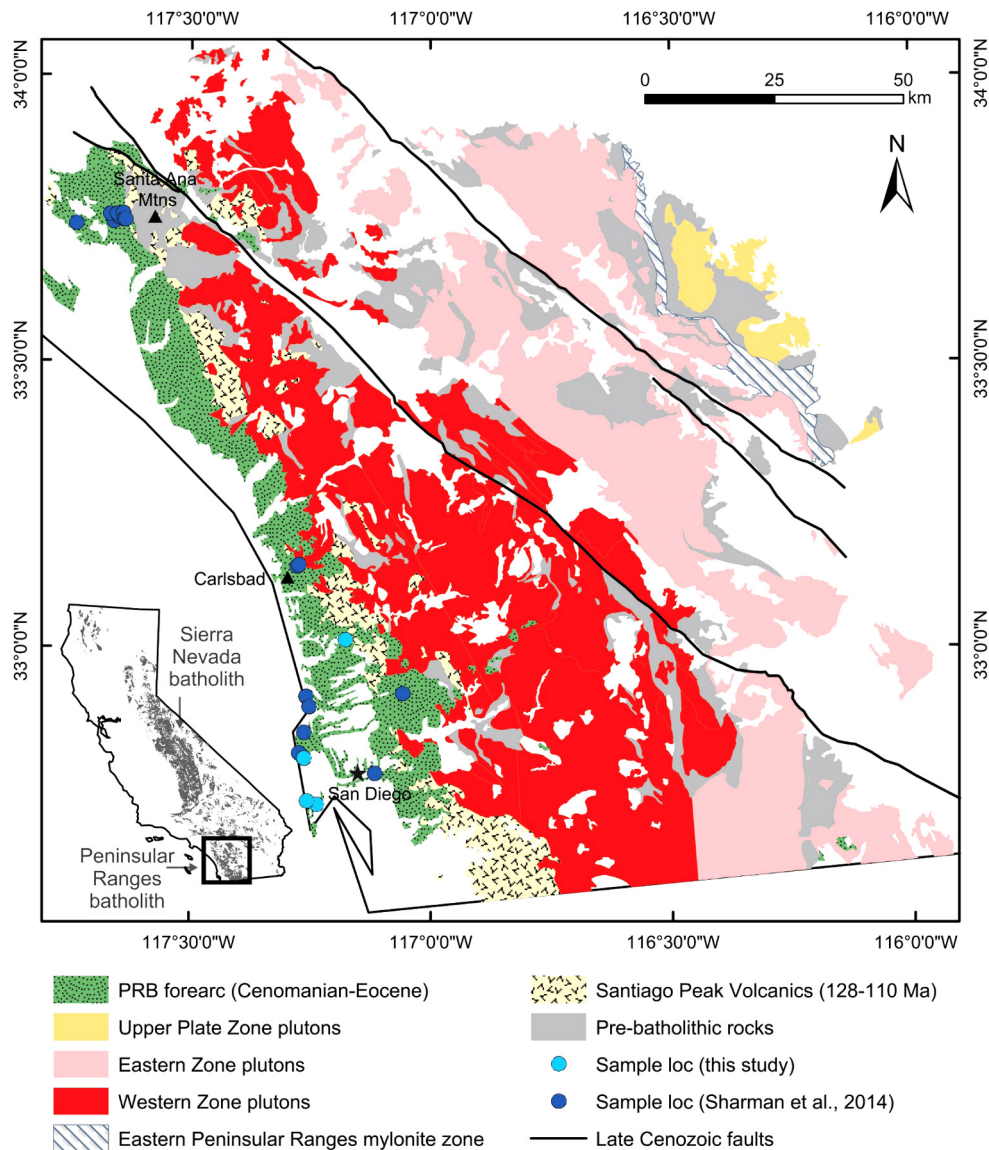 117°30'0"W 117°0'0"W 116°30'0"W 116°0'0"W
34°0'0"N
34°0'0"N
0 25 50
km
N
Santa Ana
Mtns
33°30'0"N
33°30'0"N
Carlsbad
33°0'0"N
33°0'0"N
Sierra
Nevada
batholith
San Diego
Peninsular
Ranges
batholith
117°30'0"W 117°0'0"W 116°30'0"W 116°0'0"W
PRB forearc (Cenomanian-Eocene)
Upper Plate Zone plutons
Eastern Zone plutons
Western Zone plutons
Eastern Peninsular Ranges mylonite zone
Santiago Peak Volcanics (128-110 Ma)
Pre-batholithic rocks
Sample loc (this study)
Sample loc (Sharman et al., 2014)
Late Cenozoic faults